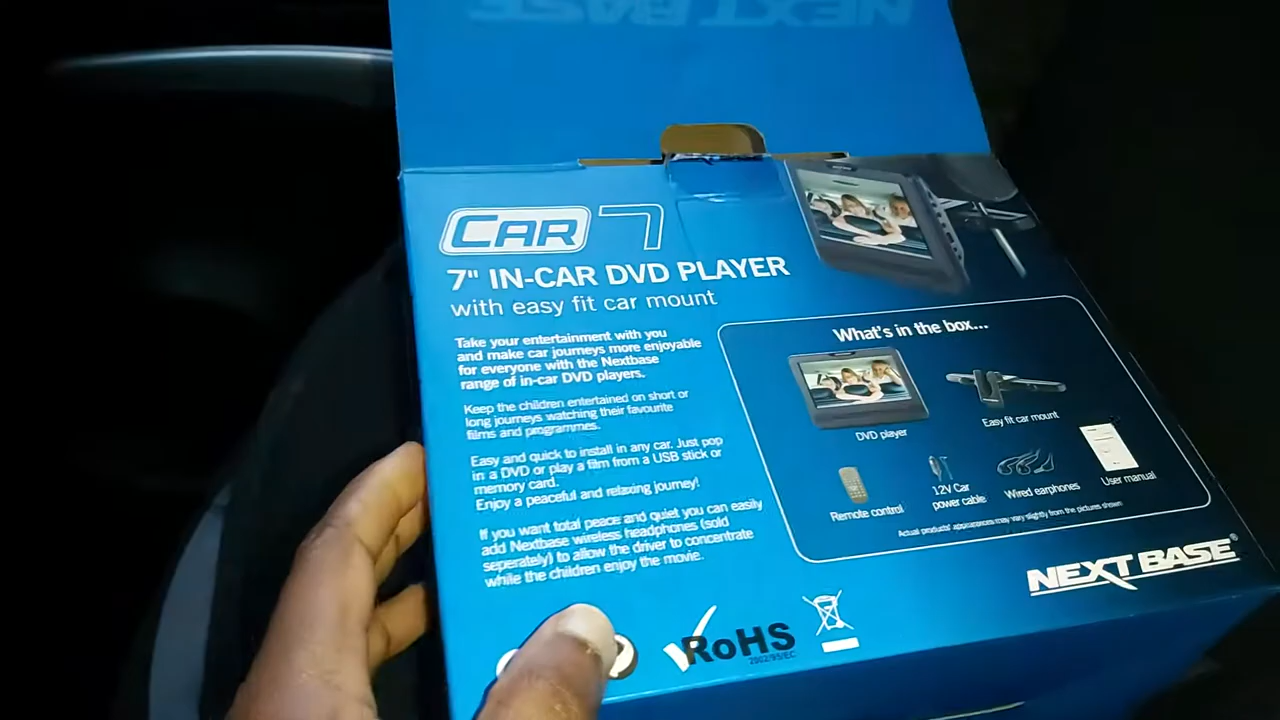 NEXTBASE
CAR 7
7" IN-CAR DVD PLAYER
with easy fit car mount
Take your entertainment with you
and make car journeys more enjoyable
for everyone with the Nextbase
range of in-car DVD players.
Keep the children entertained on short or
long journeys watching their favourite
films and programmes.
Easy and quick to install in any car. Just pop
in a DVD or play a film from a USB stick or
memory card.
Enjoy a peaceful and relaxing journey!
If you want total peace and quiet you can easily
add Nextbase wireless headphones (sold
seperately) to allow the driver to concentrate
while the children enjoy the movie.
What's in the box...
DVD player
Easy fit car mount
Remote control
12V Car
power cable
Wired earphones
User manual
Actual products' appearances may vary slightly from the pictures shown
RoHS
2002/95/EC
NEXTBASE®